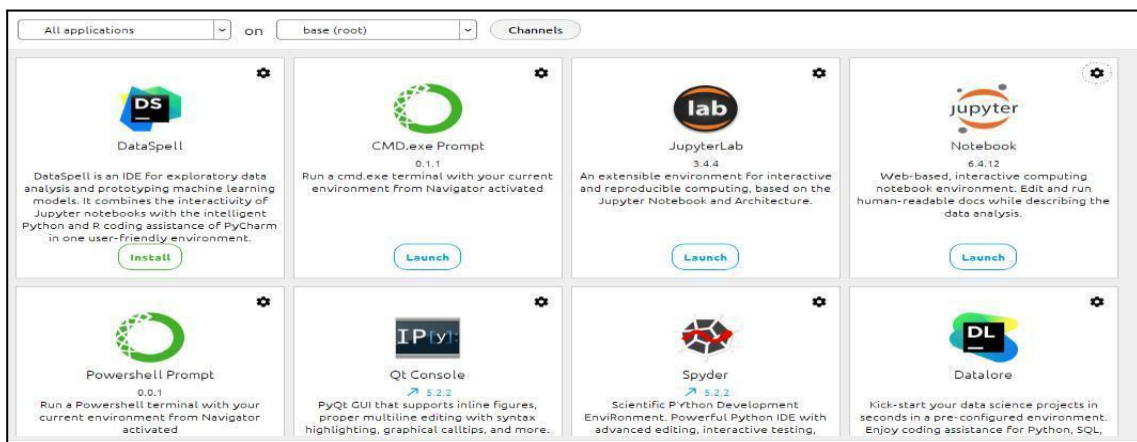 All applications on base (root) Channels
DS
DataSpell
DataSpell is an IDE for exploratory data
analysis and prototyping machine learning
models. It combines the interactivity of
Jupyter notebooks with the intelligent
Python and R coding assistance of PyCharm
in one user-friendly environment.
Install
CMD.exe Prompt
0.1.1
Run a cmd.exe terminal with your current
environment from Navigator activated
Launch
lab
JupyterLab
3.4.4
An extensible environment for interactive
and reproducible computing, based on the
Jupyter Notebook and Architecture.
Launch
jupyter
Notebook
6.4.12
Web-based, interactive computing
notebook environment. Edit and run
human-readable docs while describing the
data analysis.
Launch
Powershell Prompt
0.0.1
Run a Powershell terminal with your
current environment from Navigator
activated
IP[y]:
Qt Console
5.2.2
PyQt GUI that supports inline figures,
proper multiline editing with syntax
highlighting, graphical calltips, and more.
Spyder
5.2.2
Scientific PYthon Development
EnviRonment. Powerful Python IDE with
advanced editing, interactive testing,
DL
Datalore
Kick-start your data science projects in
seconds in a pre-configured environment.
Enjoy coding assistance for Python, SQL,